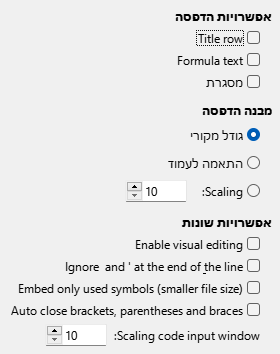 אפשרויות הדפסה
Title row
Formula text
מסגרת
מבנה הדפסה
גודל מקורי
התאמה לעמוד
Scaling: 10
אפשרויות שונות
Enable visual editing
Ignore ‎ and ' at the end of the line
Embed only used symbols (smaller file size)
Auto close brackets, parentheses and braces
Scaling code input window: 10